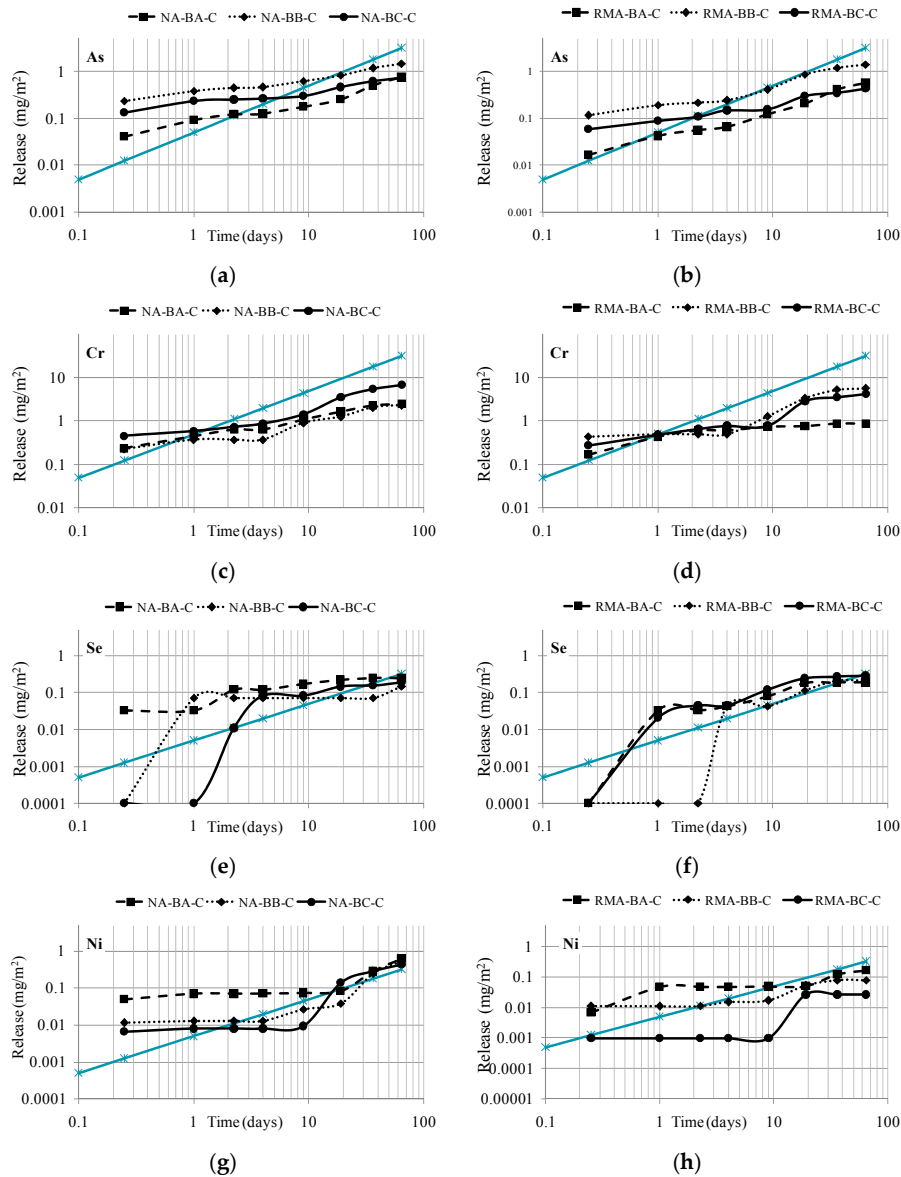 NA-BA-C NA-BB-C NA-BC-C
As
Release (mg/m²)
1
0.1
0.01
0.001
0.1 1 10 100
Time (days)
(a)
RMA-BA-C RMA-BB-C RMA-BC-C
As
Release (mg/m²)
1
0.1
0.01
0.001
0.1 1 10 100
Time (days)
(b)
NA-BA-C NA-BB-C NA-BC-C
Cr
Release (mg/m²)
10
1
0.1
0.01
0.1 1 10 100
Time (days)
(c)
RMA-BA-C RMA-BB-C RMA-BC-C
Cr
Release (mg/m²)
10
1
0.1
0.01
0.1 1 10 100
Time (days)
(d)
NA-BA-C NA-BB-C NA-BC-C
Se
Release (mg/m²)
1
0.1
0.01
0.001
0.0001
0.1 1 10 100
Time (days)
(e)
RMA-BA-C RMA-BB-C RMA-BC-C
Se
Release (mg/m²)
1
0.1
0.01
0.001
0.0001
0.1 1 10 100
Time (days)
(f)
NA-BA-C NA-BB-C NA-BC-C
Ni
Release (mg/m²)
1
0.1
0.01
0.001
0.0001
0.1 1 10 100
Time (days)
(g)
RMA-BA-C RMA-BB-C RMA-BC-C
Ni
Release (mg/m²)
1
0.1
0.01
0.001
0.0001
0.00001
0.1 1 10 100
Time (days)
(h)